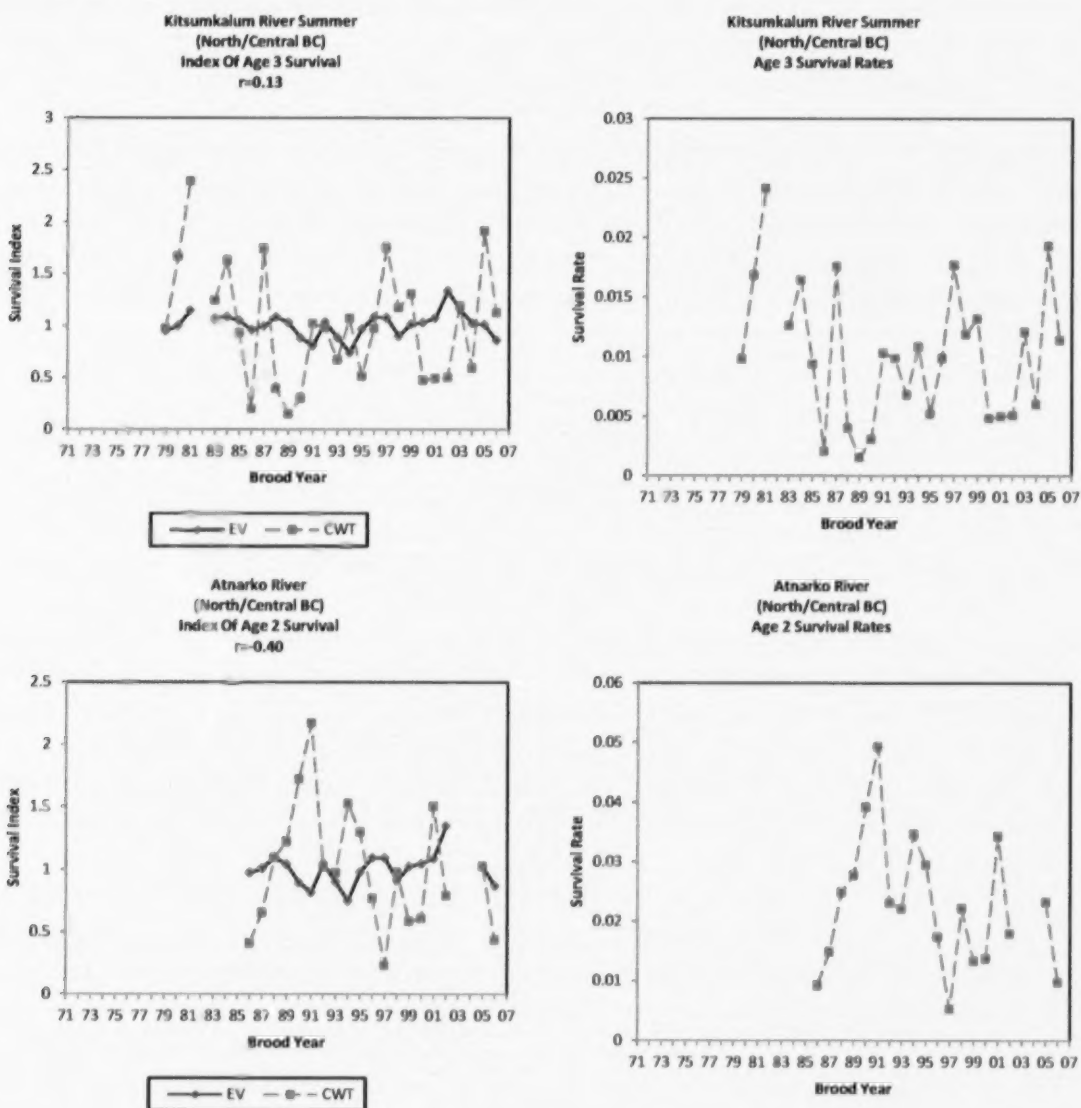 Kitsumkalum River Summer
(North/Central BC)
Index Of Age 3 Survival
r=0.13
3
2.5
2
1.5
1
0.5
0
Survival Index
71 73 75 77 79 81 83 85 87 89 91 93 95 97 99 01 03 05 07
Brood Year
EV CWT
Kitsumkalum River Summer
(North/Central BC)
Age 3 Survival Rates
0.03
0.025
0.02
0.015
0.01
0.005
0
Survival Rate
71 73 75 77 79 81 83 85 87 89 91 93 95 97 99 01 03 05 07
Brood Year
Atnarko River
(North/Central BC)
Index Of Age 2 Survival
r=-0.40
2.5
2
1.5
1
0.5
0
Survival Index
71 73 75 77 79 81 83 85 87 89 91 93 95 97 99 01 03 05 07
Brood Year
EV CWT
Atnarko River
(North/Central BC)
Age 2 Survival Rates
0.06
0.05
0.04
0.03
0.02
0.01
0
Survival Rate
71 73 75 77 79 81 83 85 87 89 91 93 95 97 99 01 03 05 07
Brood Year